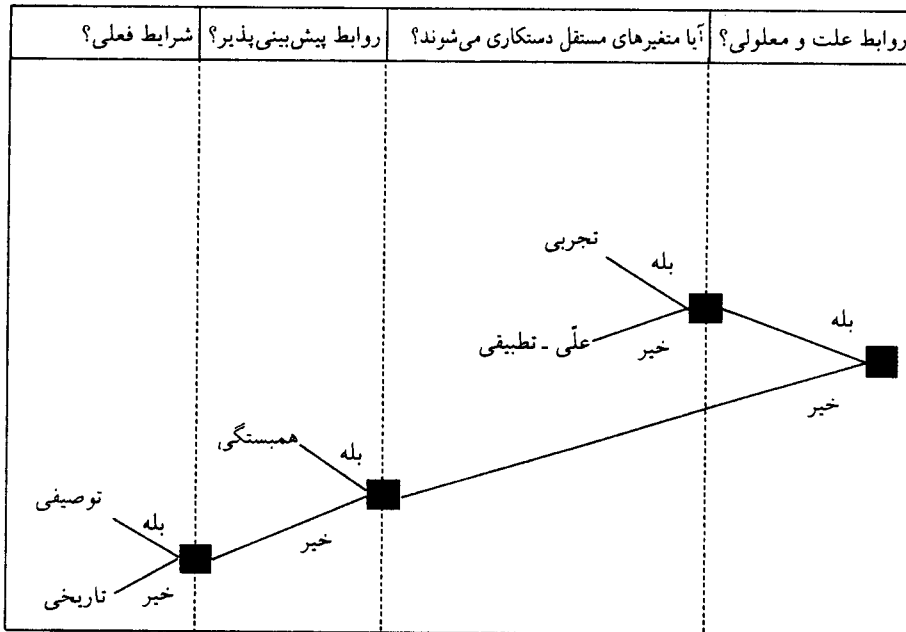 روابط علت و معلولی؟ آیا متغیرهای مستقل دستکاری می‌شوند؟ روابط پیش‌بینی‌پذیر؟ شرایط فعلی؟
تجربی
بله
بله
علّی ـ تطبیقی
خیر
خیر
همبستگی
بله
توصیفی
بله
خیر
تاریخی
خیر